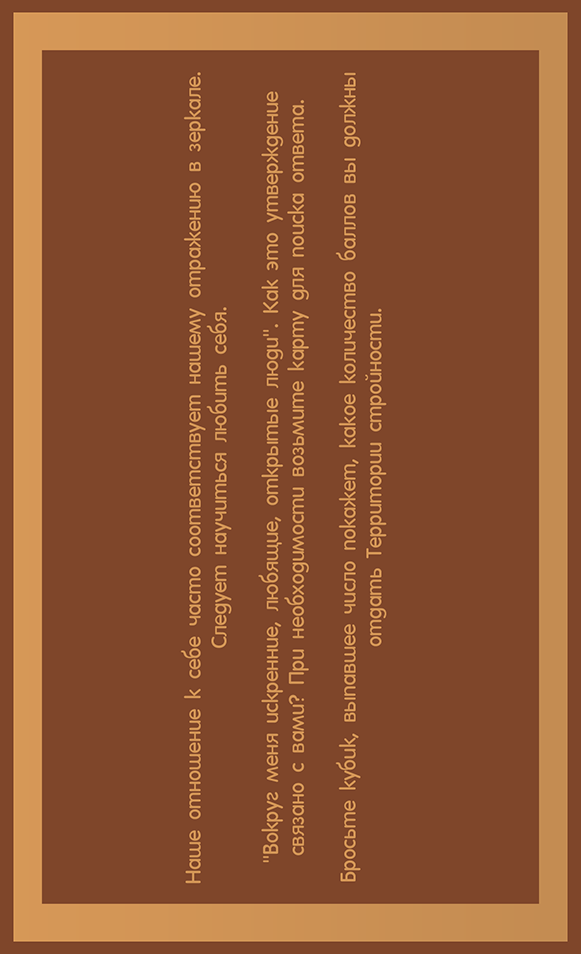 Наше отношение к себе часто соответствует нашему отражению в зеркале.
Следует научиться любить себя.
"Вокруг меня искренние, любящие, открытые люди". Как это утверждение
связано с вами? При необходимости возьмите карту для поиска ответа.
Бросьте кубик, выпавшее число покажет, какое количество баллов вы должны
отдать Территории стройности.